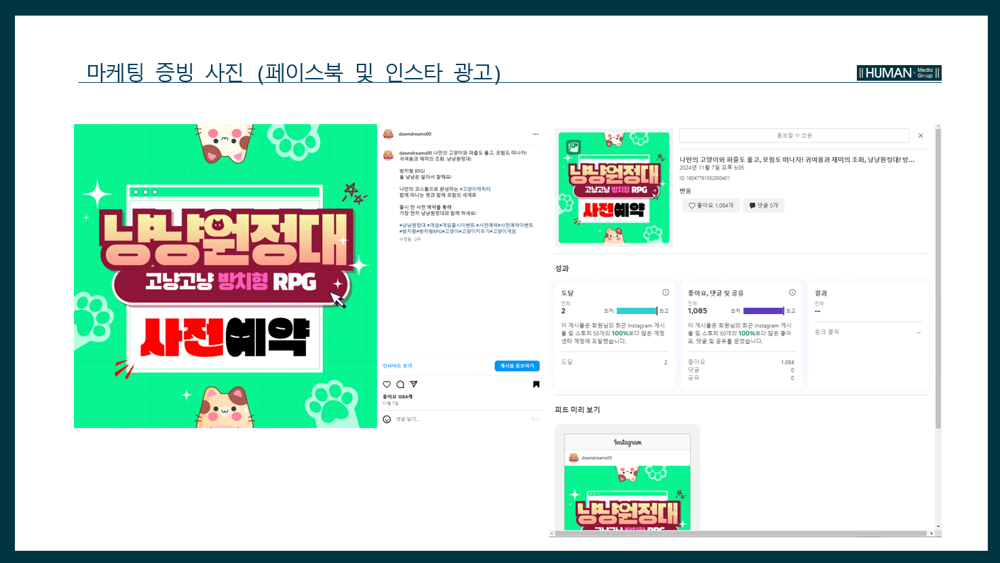 마케팅 증빙 사진 (페이스북 및 인스타 광고)
HUMAN Media Group
냥냥원정대
고냥고냥 방치형 RPG
사전예약
dawndreams00
dawndreams00 나만의 고양이와 퍼즐도 풀고, 모험도 떠나자!
귀여움과 재미의 조화, 냥냥원정대!
방치형 RPG!
울 냥냥은 알아서 잘해요!
나만의 코스튬으로 완성하는 #고양이캐릭터
함께 떠나는 펫과 함께 모험의 세계로
출시 전 사전 예약를 통해
가장 먼저 냥냥원정대와 함께 하세요!
#냥냥원정대 #게임#게임출시이벤트 #사전예약#사전예약이벤트
#방치형#방치형RPG#고양이#고양이키우기#고양이게임
수정됨 · 2주
인사이트 보기
게시물 홍보하기
좋아요 1084개
11월 7일
댓글 달기...
게시
냥냥원정대
고냥고냥 방치형 RPG
사전예약
홍보할 수 없음
나만의 고양이와 퍼즐도 풀고, 모험도 떠나자! 귀여움과 재미의 조화, 냥냥원정대! 방...
2024년 11월 7일 오후 6:05
ID: 18047761052000401
반응
좋아요 1,084개
댓글 0개
성과
도달
전체
2
최저
최고
이 게시물은 회원님의 최근 Instagram 게시
물 및 스토리 50개의 100%보다 많은 계정
센터 계정에 도달했습니다.
도달 2
좋아요, 댓글 및 공유
전체
1,085
최저
최고
이 게시물은 회원님의 최근 Instagram 게시
물 및 스토리 50개의 100%보다 많은 좋아
요, 댓글 및 공유를 얻었습니다.
좋아요 1,084
댓글 0
공유 0
결과
전체
--
링크 클릭 --
피드 미리 보기
Instagram
dawndreams00
냥냥원정대
고냥고냥 방치형 RPG